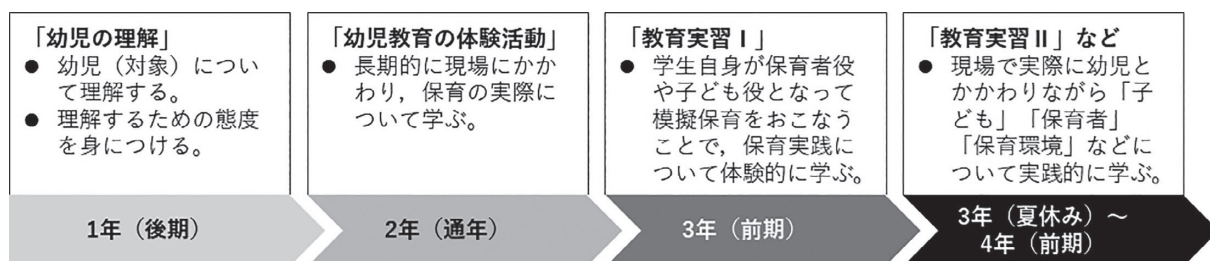 「幼児の理解」
● 幼児（対象）につい
て理解する。
● 理解するための態度
を身につける。
1年（後期）
「幼児教育の体験活動」
● 長期的に現場にかか
わり，保育の実際に
ついて学ぶ。
2年（通年）
「教育実習Ⅰ」
● 学生自身が保育者役
や子ども役となって
模擬保育をおこなう
ことで，保育実践に
ついて体験的に学ぶ。
3年（前期）
「教育実習Ⅱ」など
● 現場で実際に幼児と
かかわりながら「子
ども」「保育者」
「保育環境」などに
ついて実践的に学ぶ。
3年（夏休み）～
4年（前期）